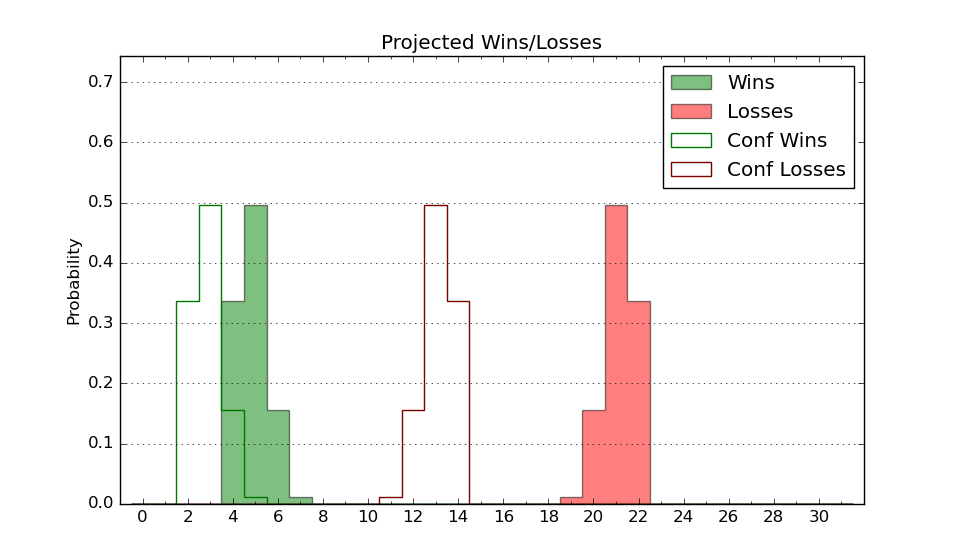 Projected Wins/Losses
Wins
Losses
Conf Wins
Conf Losses
Probability
0.7
0.6
0.5
0.4
0.3
0.2
0.1
0.0
0 2 4 6 8 10 12 14 16 18 20 22 24 26 28 30